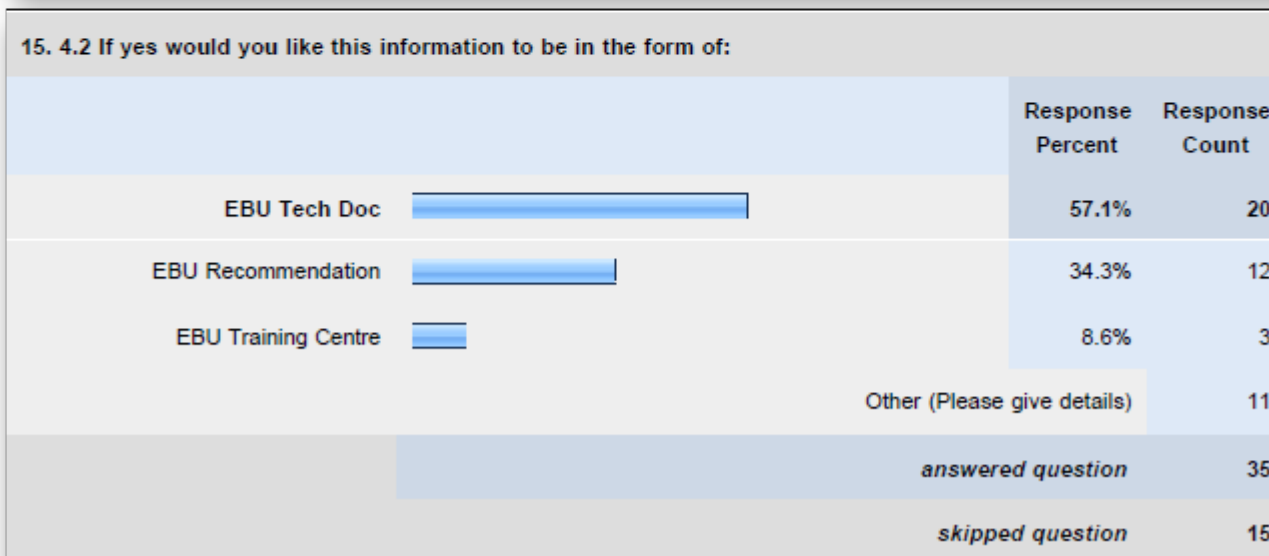 15. 4.2 If yes would you like this information to be in the form of:
Response Percent Response Count
EBU Tech Doc 57.1% 20
EBU Recommendation 34.3% 12
EBU Training Centre 8.6% 3
Other (Please give details) 11
answered question 35
skipped question 15